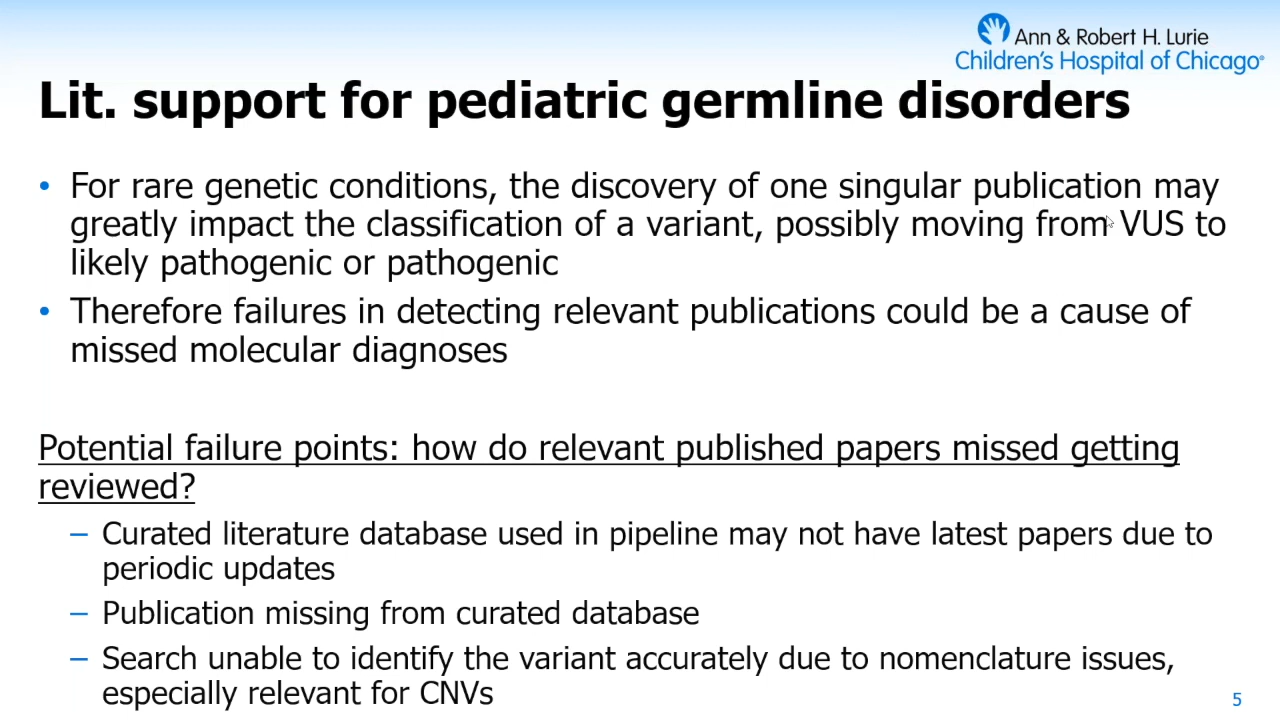 Ann & Robert H. Lurie
Children's Hospital of Chicago®
Lit. support for pediatric germline disorders
• For rare genetic conditions, the discovery of one singular publication may
greatly impact the classification of a variant, possibly moving from VUS to
likely pathogenic or pathogenic
• Therefore failures in detecting relevant publications could be a cause of
missed molecular diagnoses
Potential failure points: how do relevant published papers missed getting
reviewed?
– Curated literature database used in pipeline may not have latest papers due to
periodic updates
– Publication missing from curated database
– Search unable to identify the variant accurately due to nomenclature issues,
especially relevant for CNVs
5